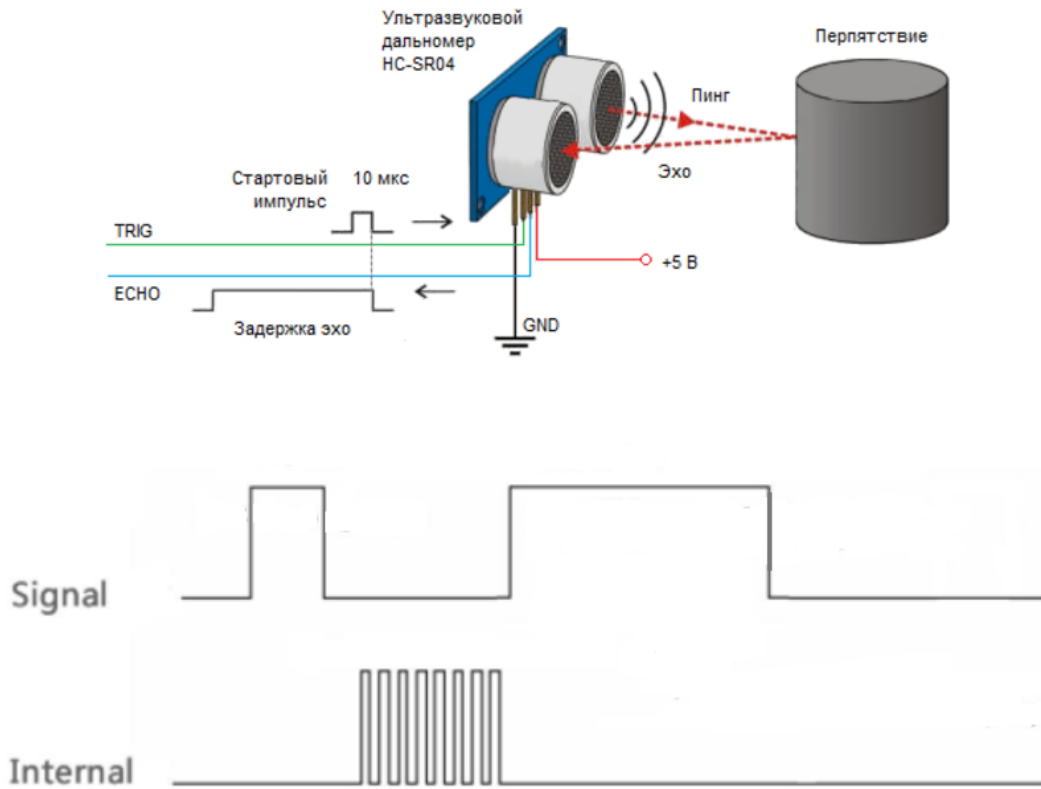 Ультразвуковой
дальномер
HC-SR04
Перпятствие
Пинг
Эхо
Стартовый 10 мкс
импульс
TRIG
+5 В
ECHO
Задержка эхо
GND
Signal
Internal